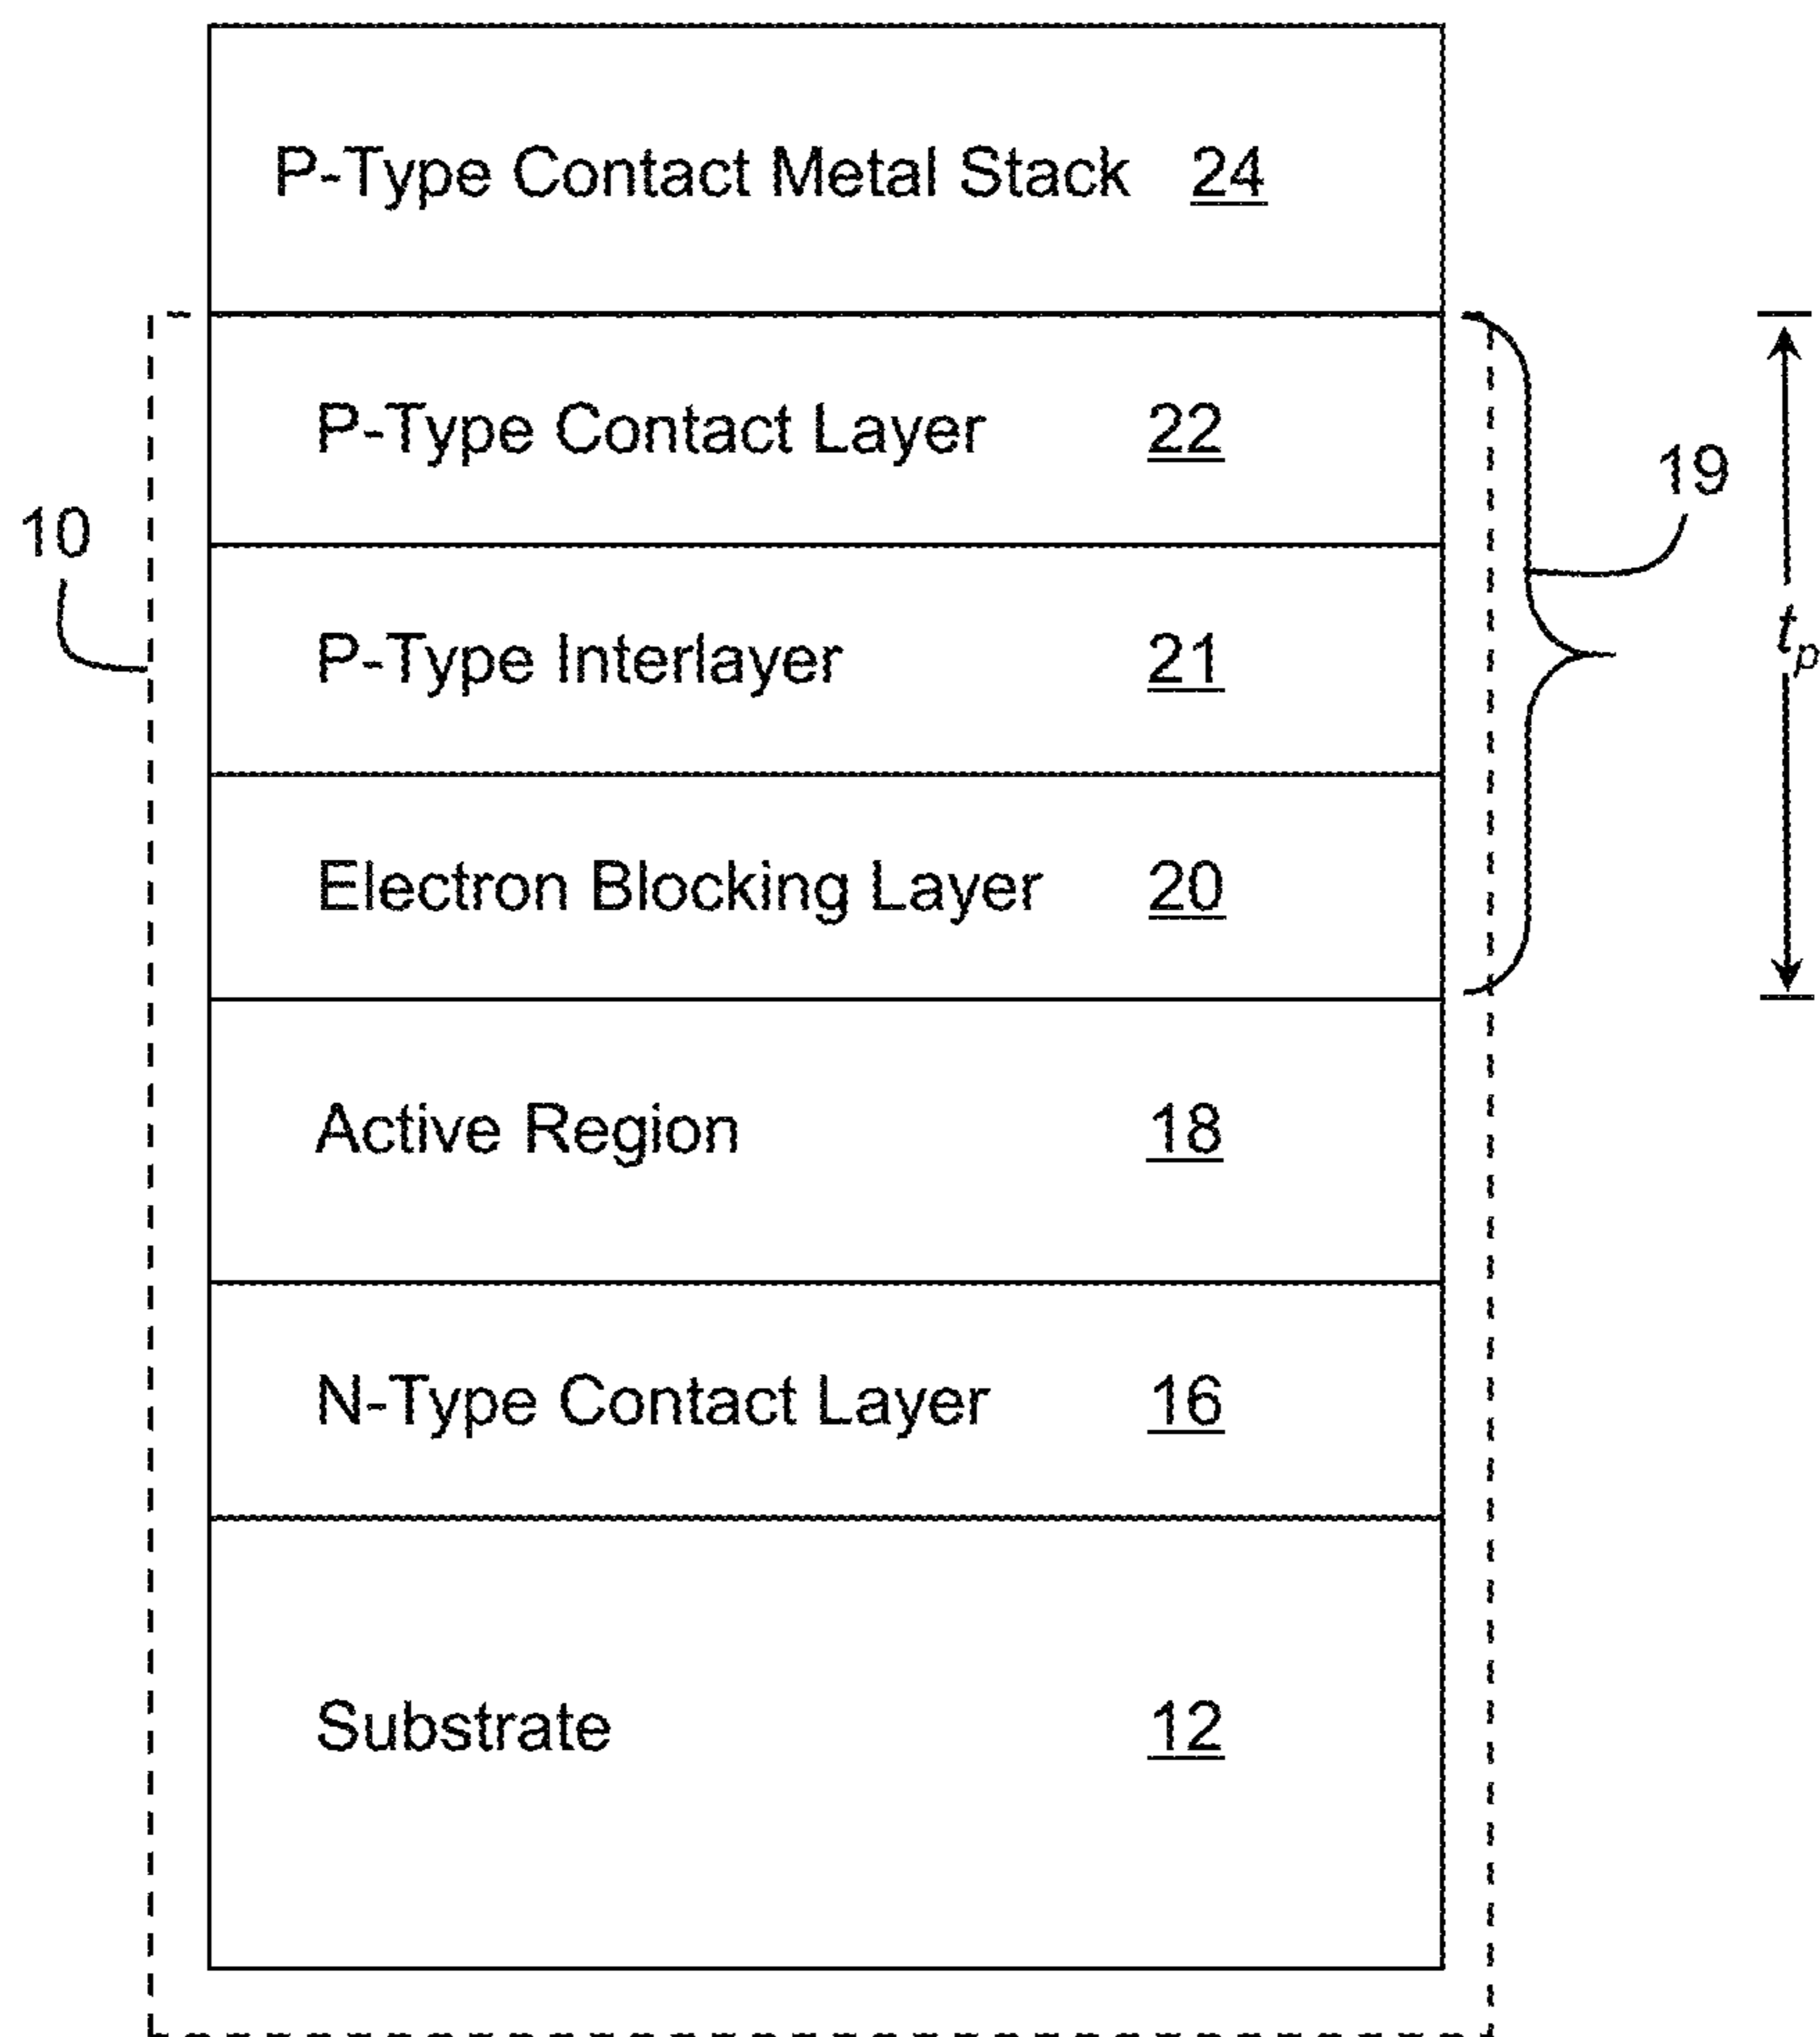 P-Type Contact Metal Stack 24
P-Type Contact Layer 22
19
10
P-Type Interlayer 21
tp
Electron Blocking Layer 20
Active Region 18
N-Type Contact Layer 16
Substrate 12